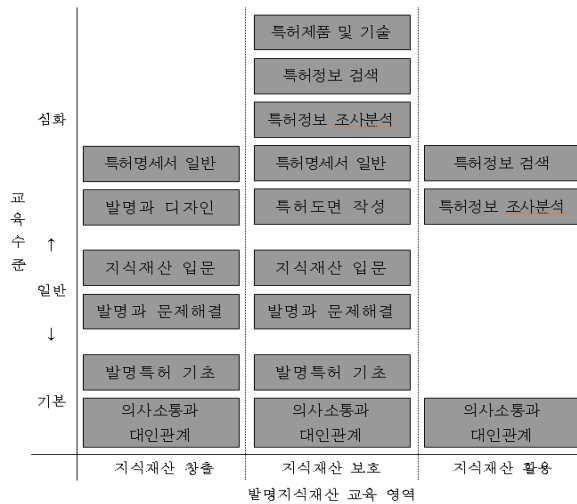 특허제품 및 기술
특허정보 검색
심화
특허정보 조사분석
특허명세서 일반
특허명세서 일반
특허정보 검색
발명과 디자인
특허도면 작성
특허정보 조사분석
교육수준
↑
지식재산 입문
지식재산 입문
일반
발명과 문제해결
발명과 문제해결
↓
발명특허 기초
발명특허 기초
기본
의사소통과
대인관계
의사소통과
대인관계
의사소통과
대인관계
지식재산 창출
지식재산 보호
지식재산 활용
발명지식재산 교육 영역